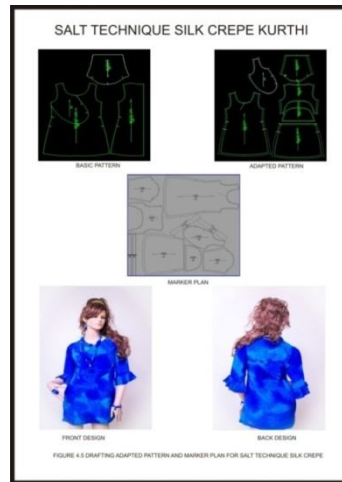 SALT TECHNIQUE SILK CREPE KURTHI
BASIC PATTERN
ADAPTED PATTERN
MARKER PLAN
FRONT DESIGN
BACK DESIGN
FIGURE 4.5 DRAFTING ADAPTED PATTERN AND MARKER PLAN FOR SALT TECHNIQUE SILK CREPE